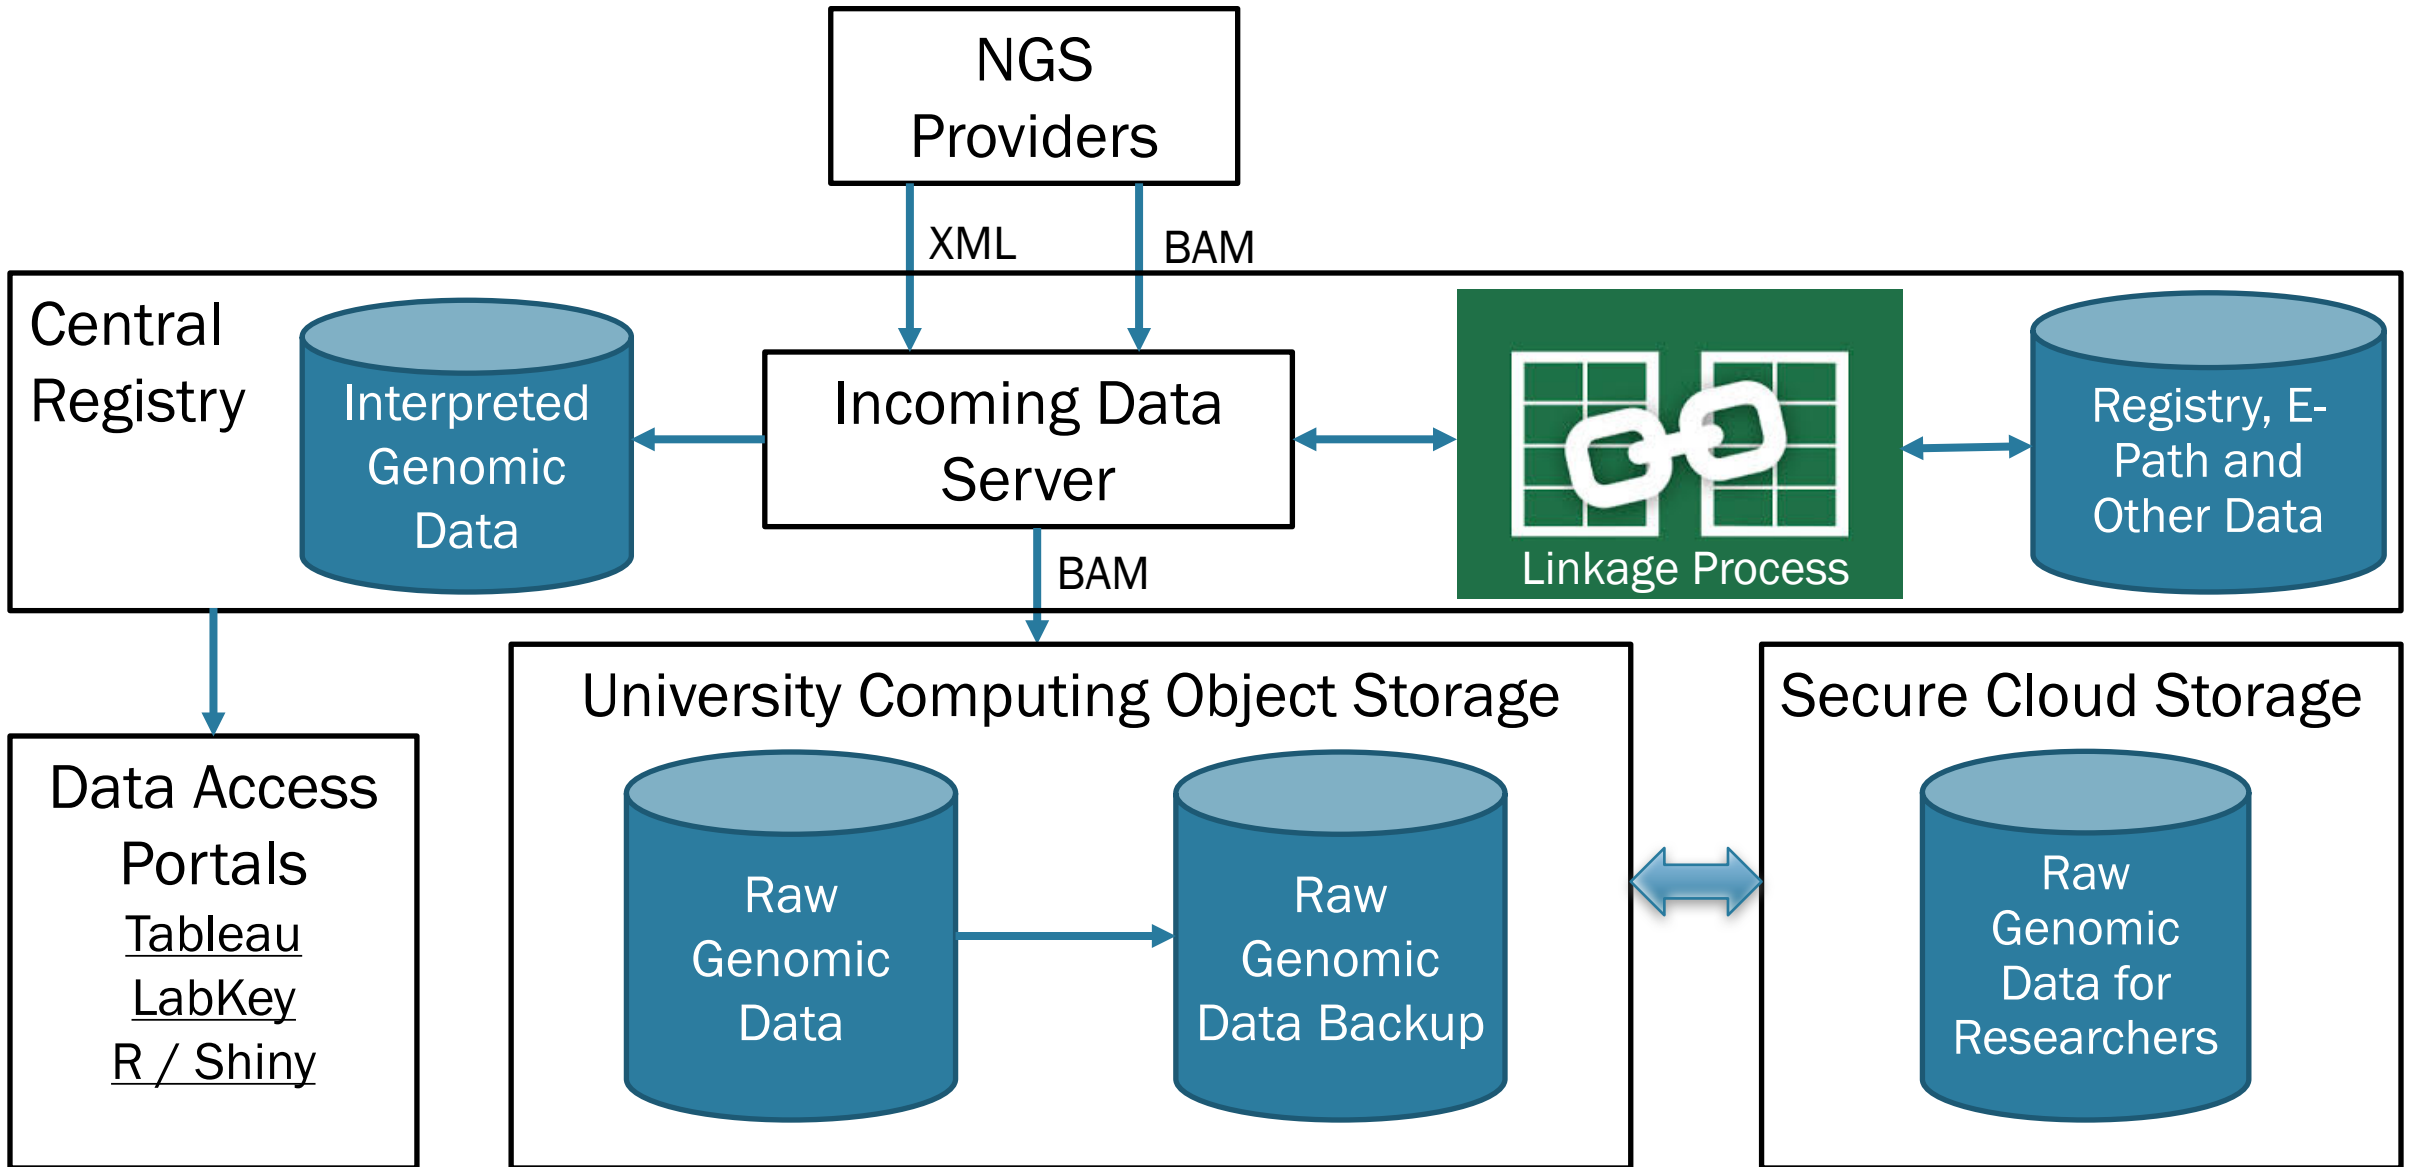 NGS
Providers
XML
BAM
Central
Registry
Interpreted
Genomic
Data
Incoming Data
Server
Linkage Process
Registry, E-
Path and
Other Data
BAM
Data Access
Portals
Tableau
LabKey
R / Shiny
University Computing Object Storage
Raw
Genomic
Data
Raw
Genomic
Data Backup
Secure Cloud Storage
Raw
Genomic
Data for
Researchers